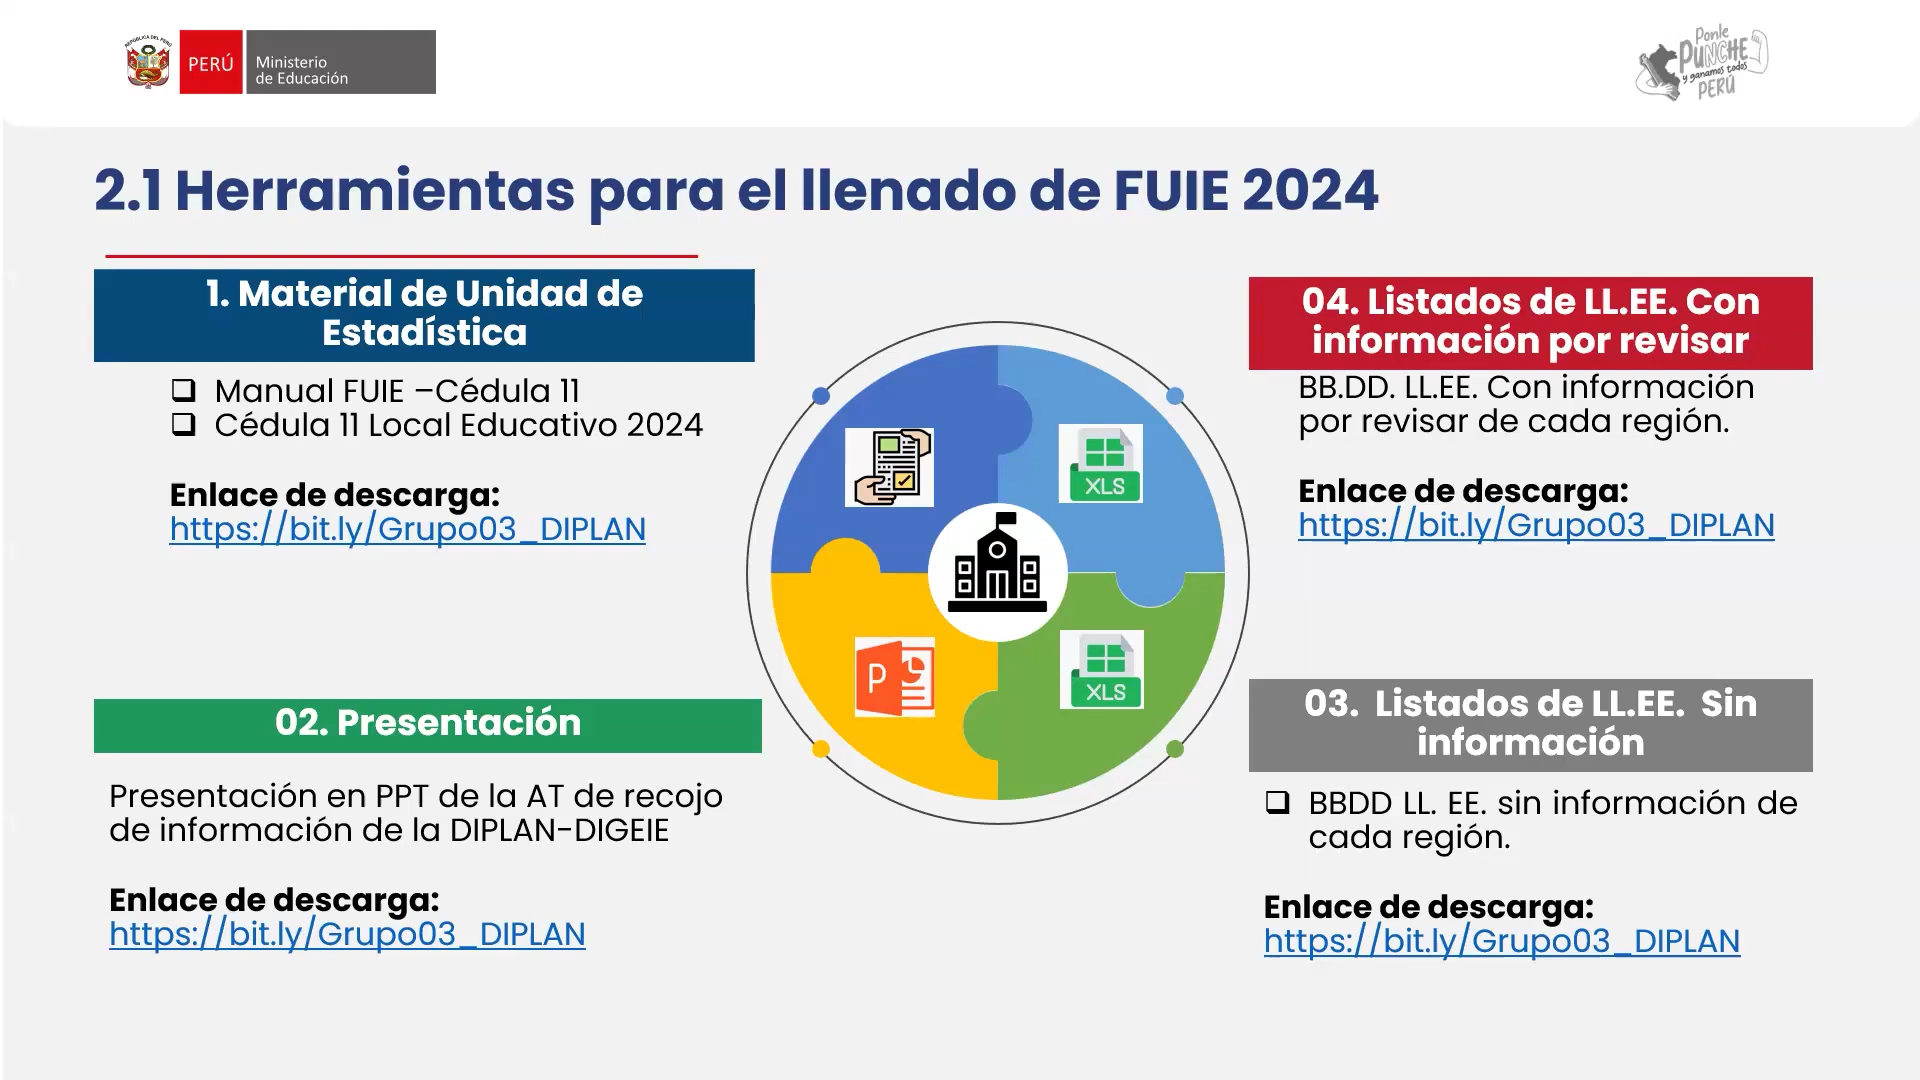 REPÚBLICA DEL PERÚ
PERÚ
Ministerio
de Educación
Ponle
PUNCHE
y ganamos todos
PERÚ
2.1 Herramientas para el llenado de FUIE 2024
1. Material de Unidad de
Estadística
Manual FUIE –Cédula 11
Cédula 11 Local Educativo 2024
Enlace de descarga:
https://bit.ly/Grupo03_DIPLAN
02. Presentación
Presentación en PPT de la AT de recojo
de información de la DIPLAN-DIGEIE
Enlace de descarga:
https://bit.ly/Grupo03_DIPLAN
XLS
P
XLS
04. Listados de LL.EE. Con
información por revisar
BB.DD. LL.EE. Con información
por revisar de cada región.
Enlace de descarga:
https://bit.ly/Grupo03_DIPLAN
03. Listados de LL.EE. Sin
información
BBDD LL. EE. sin información de
cada región.
Enlace de descarga:
https://bit.ly/Grupo03_DIPLAN